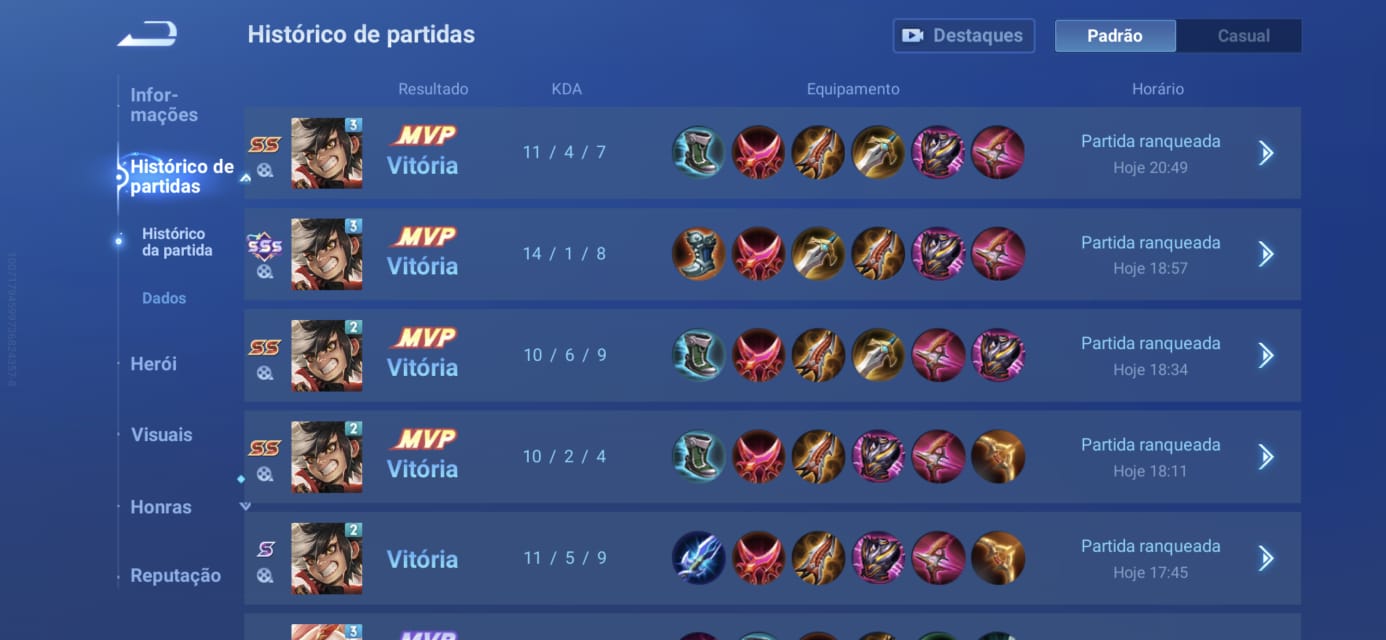 Histórico de partidas
Destaques
Padrão
Casual
Infor-
mações
Histórico de
partidas
Histórico
da partida
Dados
Herói
Visuais
Honras
Reputação
Resultado KDA Equipamento Horário
SS 3 MVP Vitória 11 / 4 / 7 Partida ranqueada
Hoje 20:49
SSS 3 MVP Vitória 14 / 1 / 8 Partida ranqueada
Hoje 18:57
SS 2 MVP Vitória 10 / 6 / 9 Partida ranqueada
Hoje 18:34
SS 2 MVP Vitória 10 / 2 / 4 Partida ranqueada
Hoje 18:11
S 2 Vitória 11 / 5 / 9 Partida ranqueada
Hoje 17:45
3 MVP